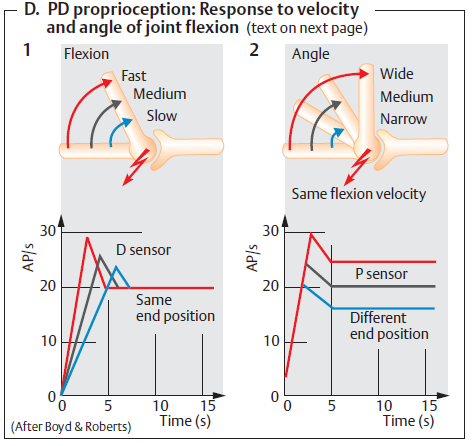 D. PD proprioception: Response to velocity
and angle of joint flexion (text on next page)
1
Flexion
Fast
Medium
Slow
2
Angle
Wide
Medium
Narrow
Same flexion velocity
AP/s
30
20
10
0
D sensor
Same
end position
0 5 10 15
Time (s)
AP/s
30
20
10
0
P sensor
Different
end position
0 5 10 15
Time (s)
(After Boyd & Roberts)